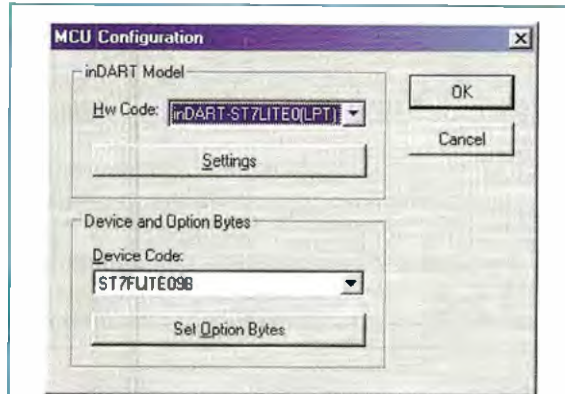 MCU Configuration
inDART Model
Hw Code: inDART-ST7LITE0(LPT)
Settings
OK
Cancel
Device and Option Bytes
Device Code:
ST7FLITE09B
Set Option Bytes